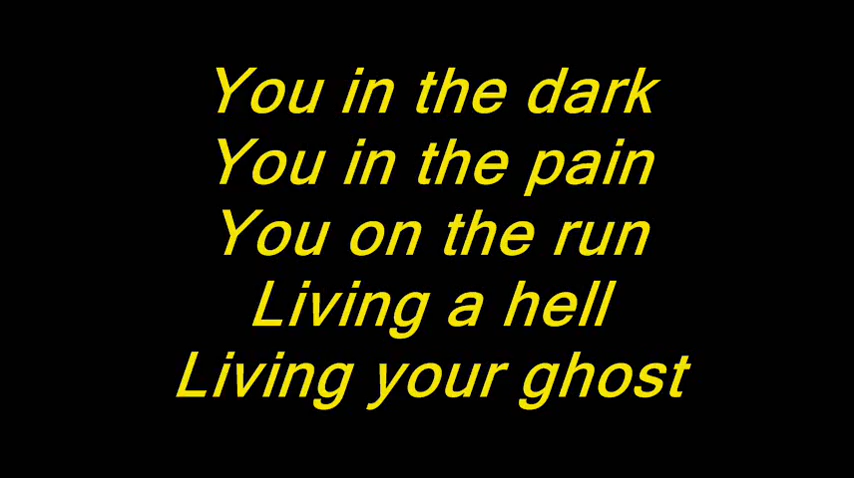 You in the dark
You in the pain
You on the run
Living a hell
Living your ghost